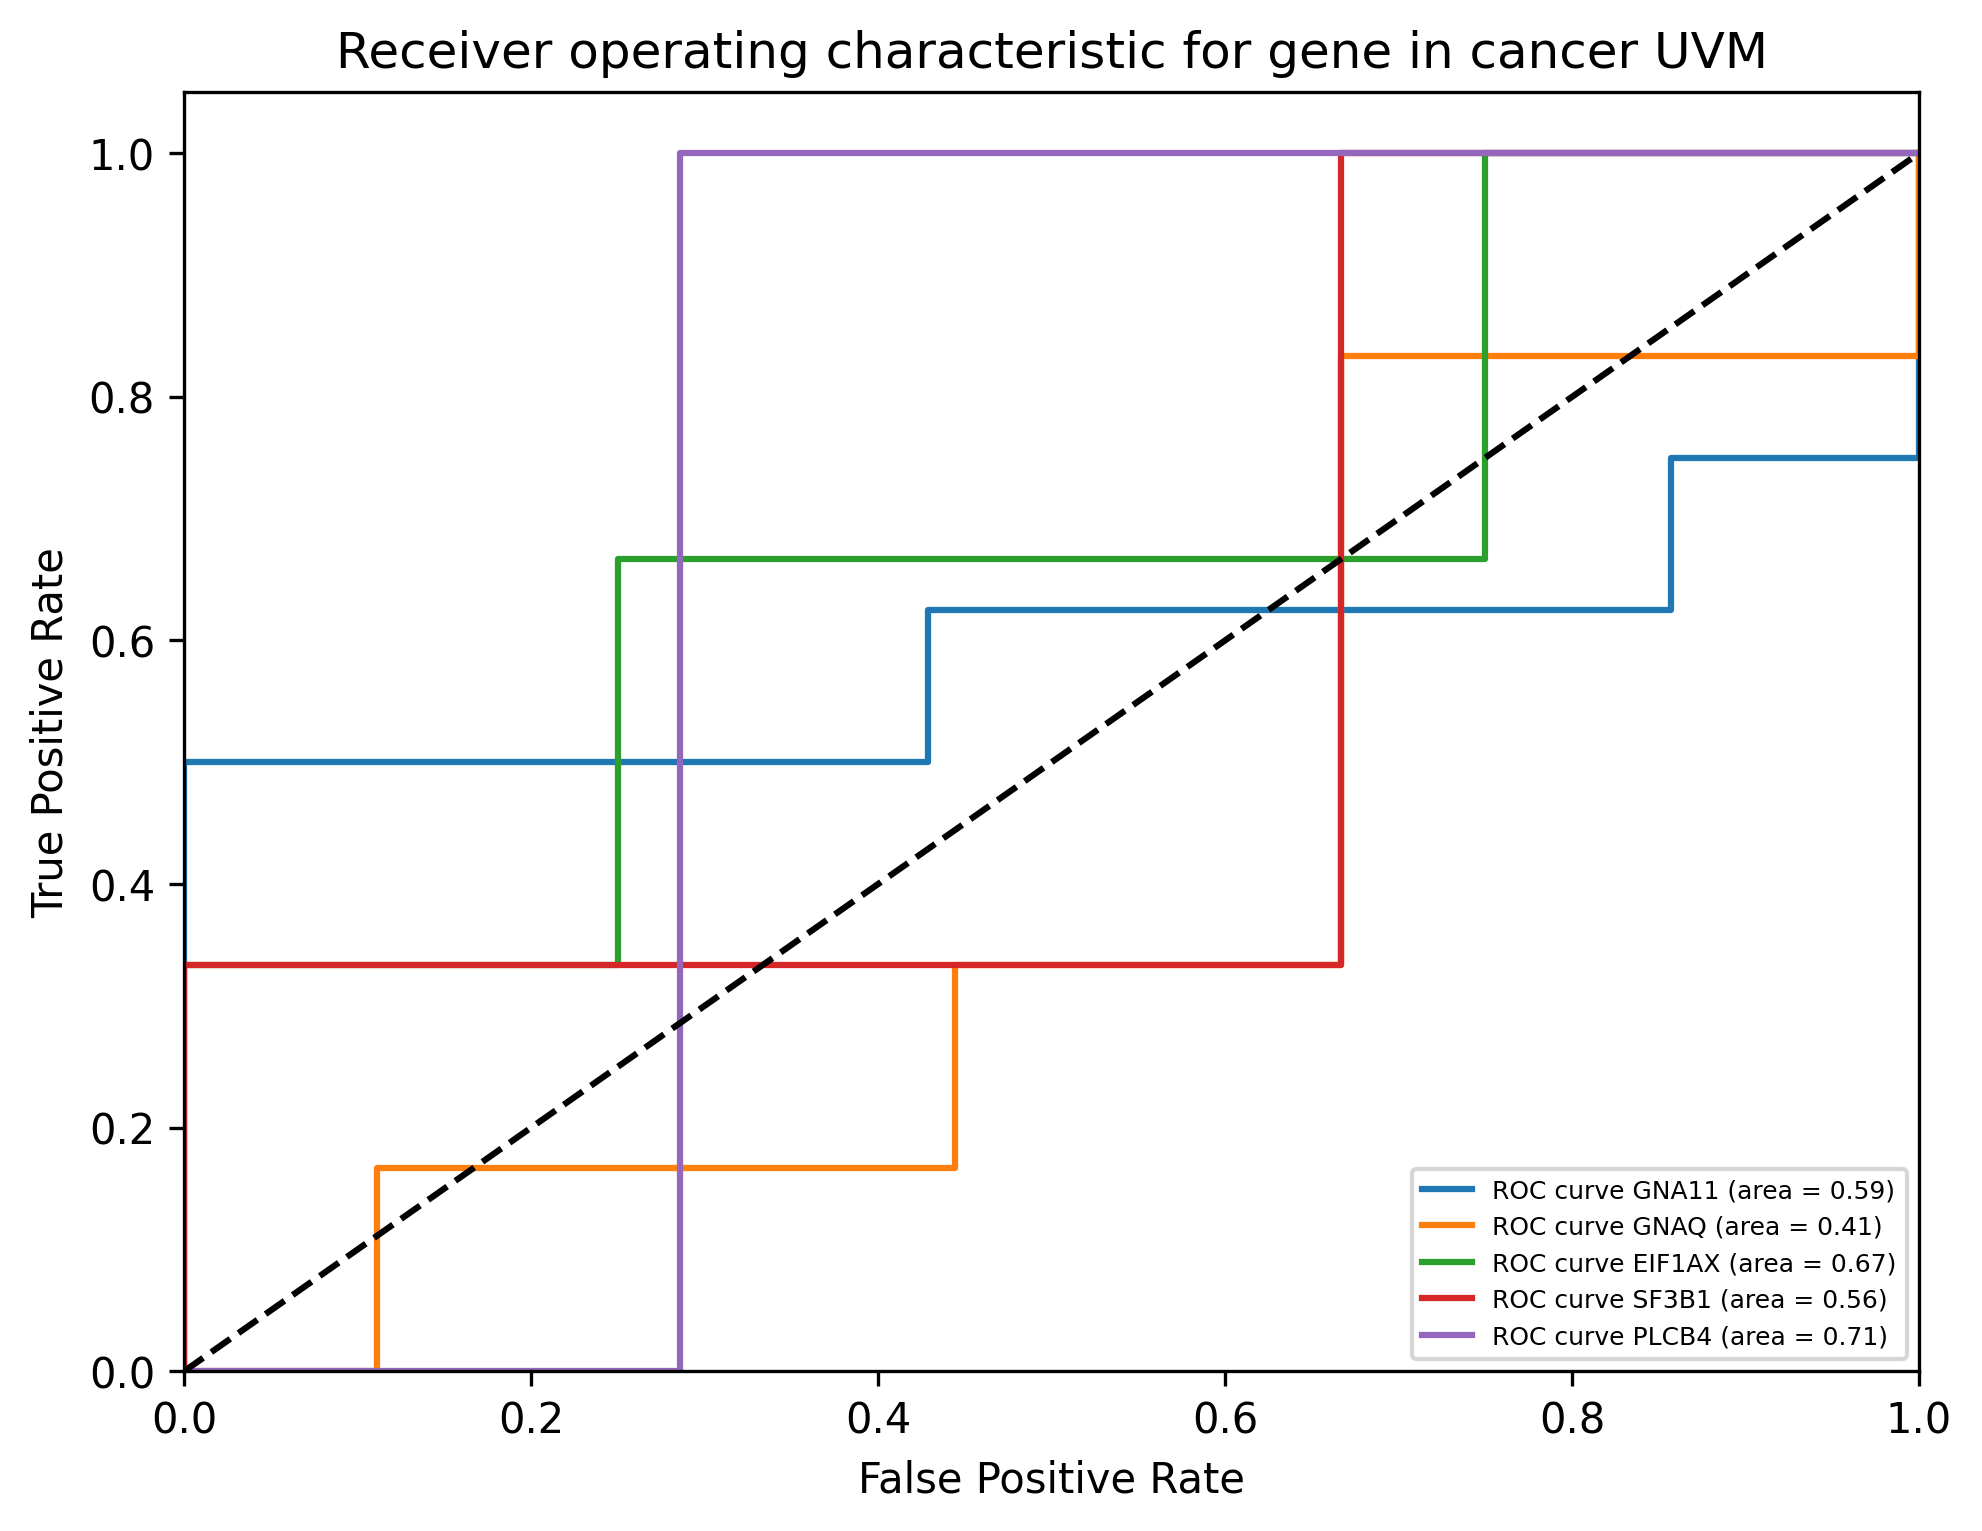 Receiver operating characteristic for gene in cancer UVM
1.0
0.8
0.6
0.4
0.2
0.0
True Positive Rate
0.0 0.2 0.4 0.6 0.8 1.0
False Positive Rate
ROC curve GNA11 (area = 0.59)
ROC curve GNAQ (area = 0.41)
ROC curve EIF1AX (area = 0.67)
ROC curve SF3B1 (area = 0.56)
ROC curve PLCB4 (area = 0.71)